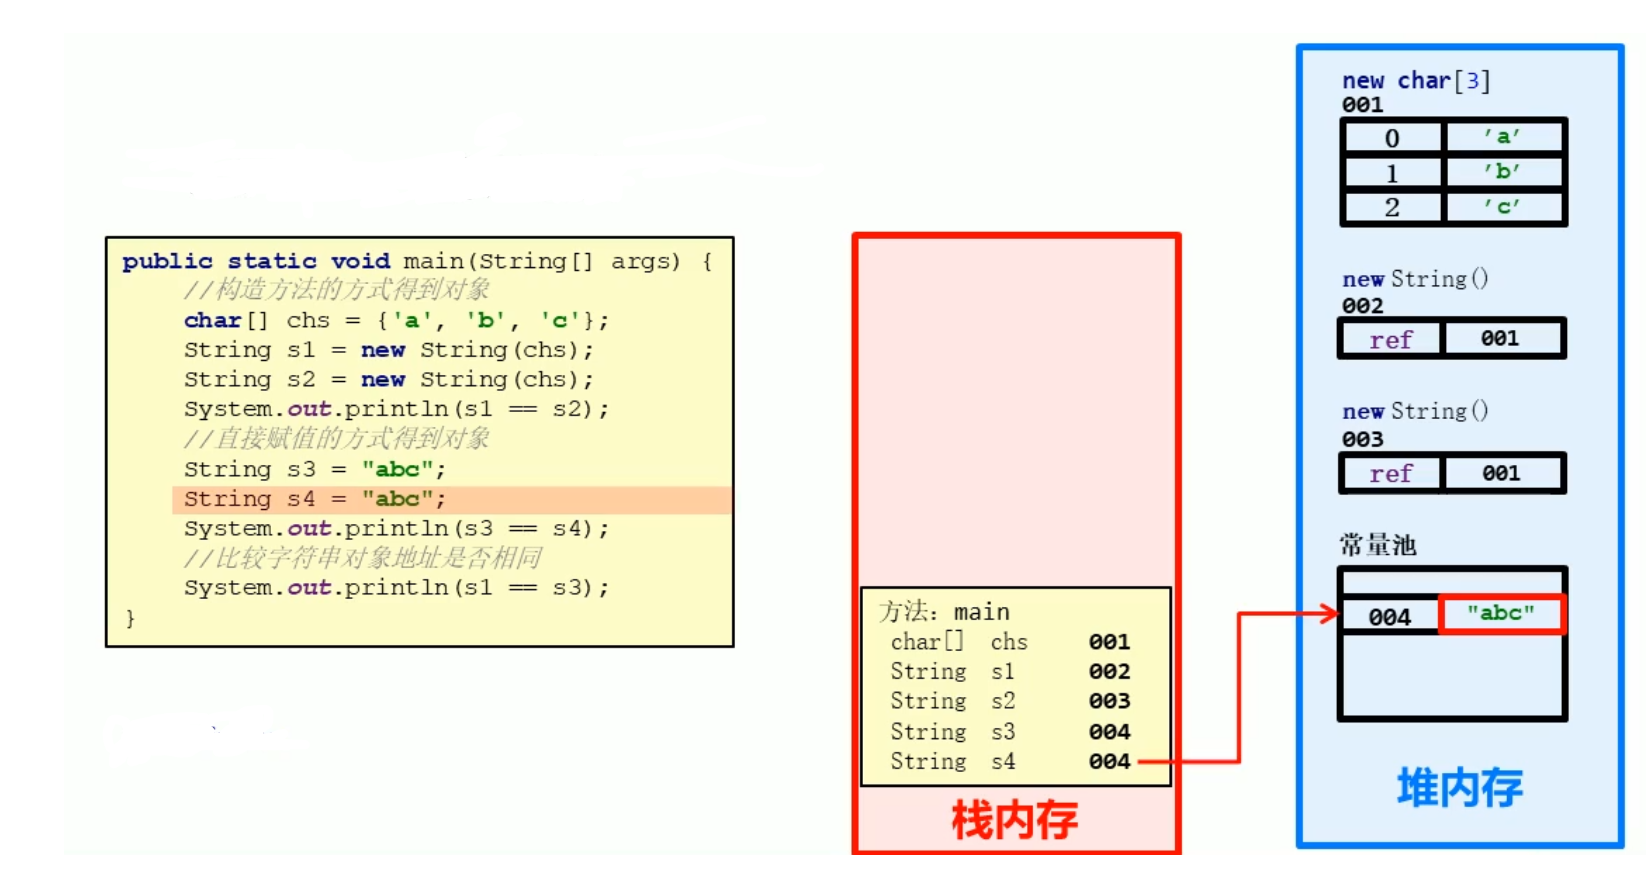 public static void main(String[] args) {
//构造方法的方式得到对象
char[] chs = {'a', 'b', 'c'};
String s1 = new String(chs);
String s2 = new String(chs);
System.out.println(s1 == s2);
//直接赋值的方式得到对象
String s3 = "abc";
String s4 = "abc";
System.out.println(s3 == s4);
//比较字符串对象地址是否相同
System.out.println(s1 == s3);
}
方法: main
char[] chs 001
String s1 002
String s2 003
String s3 004
String s4 004
栈内存
new char[3]
001
0 'a'
1 'b'
2 'c'
new String()
002
ref 001
new String()
003
ref 001
常量池
004 "abc"
堆内存